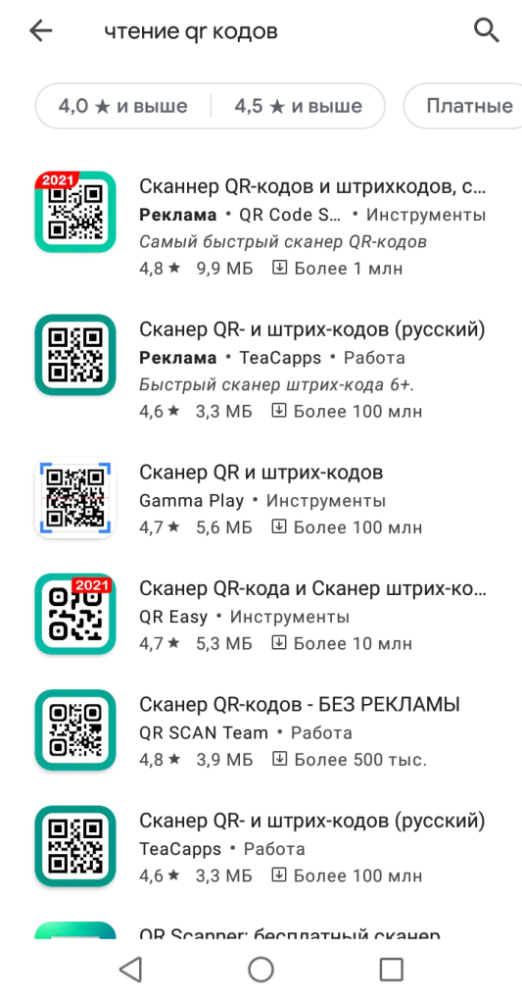 чтение qr кодов
4,0 ★ и выше 4,5 ★ и выше Платные
2021
Сканнер QR-кодов и штрихкодов, с...
Реклама • QR Code S... • Инструменты
Самый быстрый сканер QR-кодов
4,8 ★ 9,9 МБ Более 1 млн
Сканер QR- и штрих-кодов (русский)
Реклама • TeaCapps • Работа
Быстрый сканер штрих-кода 6+.
4,6 ★ 3,3 МБ Более 100 млн
Сканер QR и штрих-кодов
Gamma Play • Инструменты
4,7 ★ 5,6 МБ Более 100 млн
2021
Сканер QR-кода и Сканер штрих-ко...
QR Easy • Инструменты
4,7 ★ 5,3 МБ Более 10 млн
Сканер QR-кодов - БЕЗ РЕКЛАМЫ
QR SCAN Team • Работа
4,8 ★ 3,9 МБ Более 500 тыс.
Сканер QR- и штрих-кодов (русский)
TeaCapps • Работа
4,6 ★ 3,3 МБ Более 100 млн
QR Scanner: бесплатный сканер